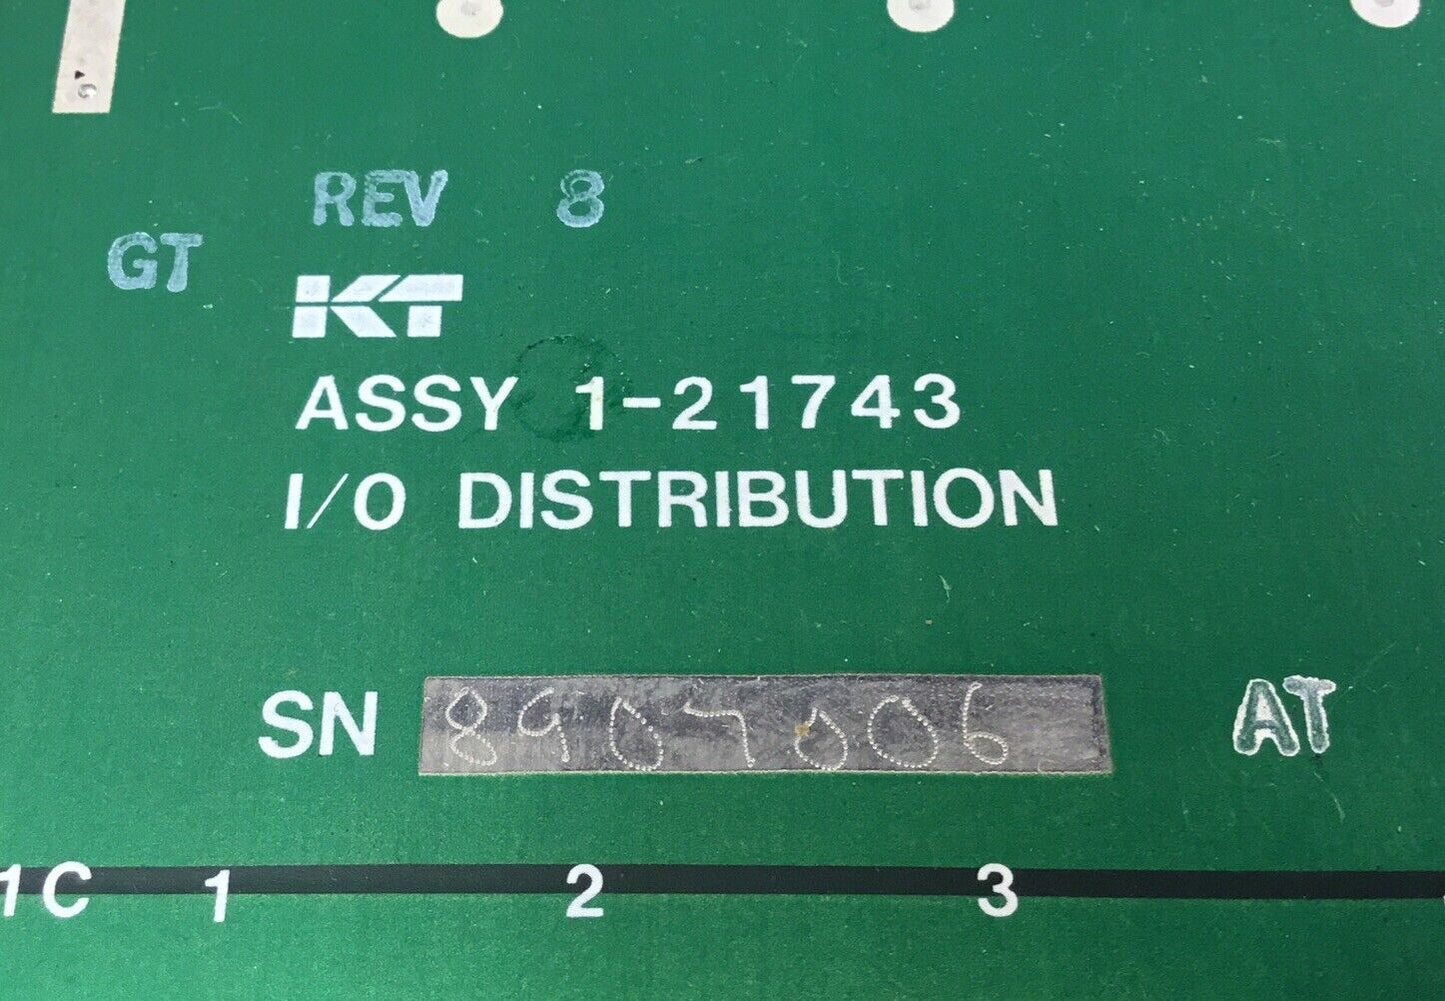 REV 8
GT
KT
ASSY 1-21743
I/O DISTRIBUTION
SN 8907006 AT
1C 1 2 3